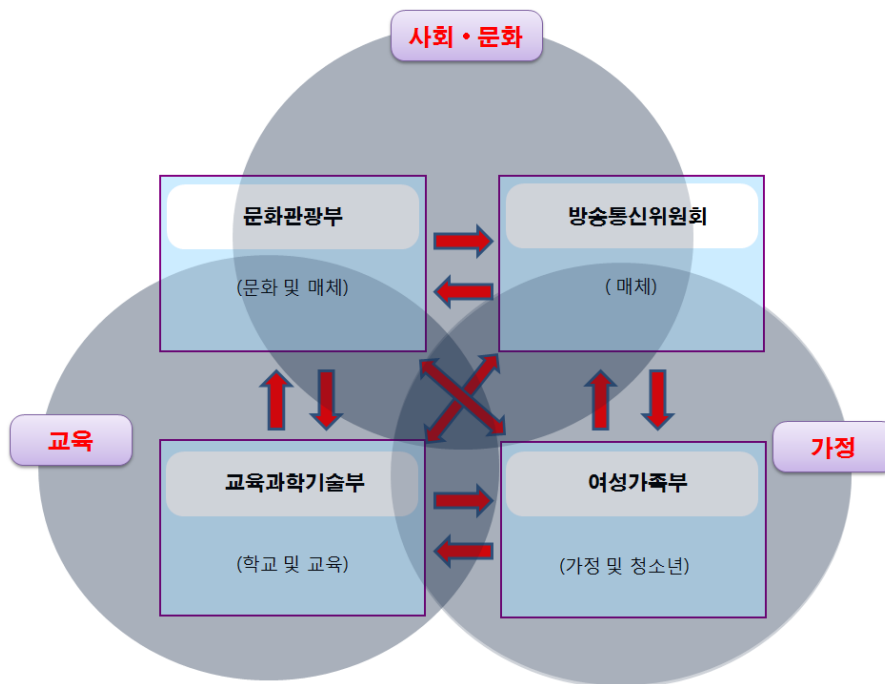 사회・문화
문화관광부
방송통신위원회
(문화 및 매체)
( 매체)
교육
가정
교육과학기술부
여성가족부
(학교 및 교육)
(가정 및 청소년)